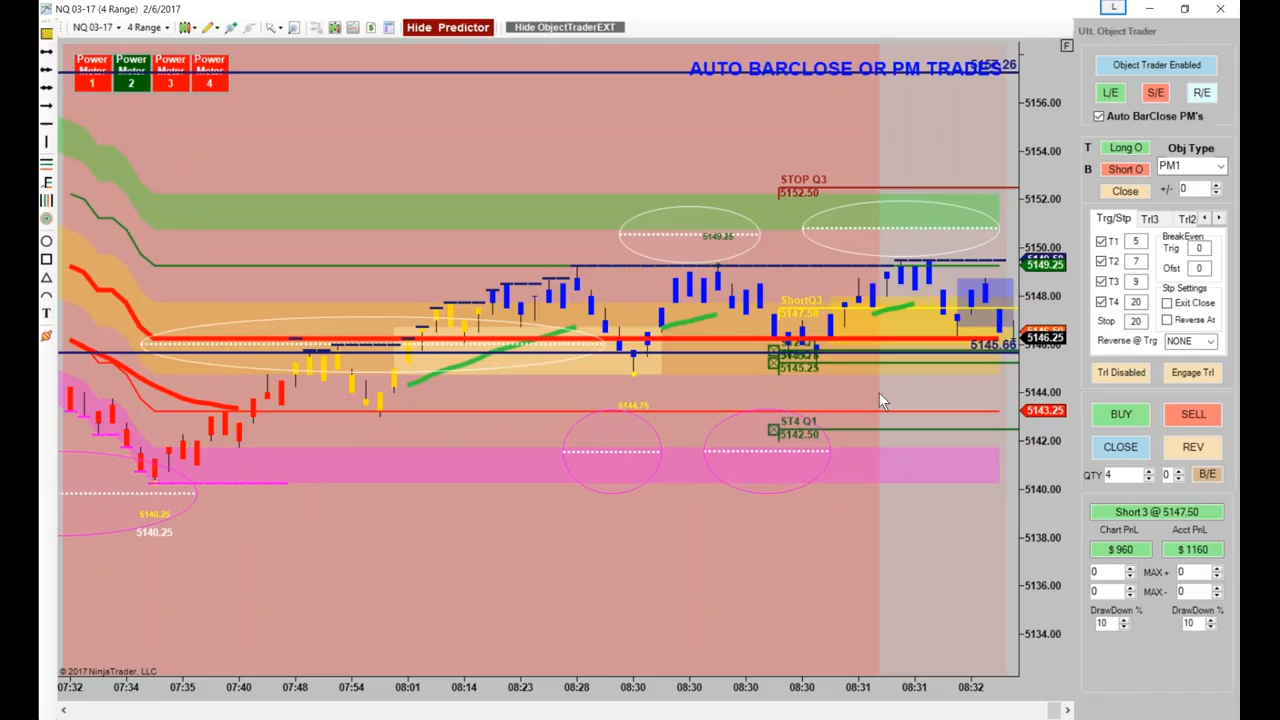 NQ 03-17 (4 Range)  2/6/2017
L
NQ 03-17
4 Range
Hide Predictor
Hide ObjectTraderEXT
F
Power Meter 1
Power Meter 2
Power Meter 3
Power Meter 4
AUTO BARCLOSE OR PM TRADES
5157.26
STOP Q3
5152.50
5149.25
ShortQ3
5147.50
5145.66
5145.25
5144.75
ST4 Q1
5142.50
5140.25
5140.25
5156.00
5154.00
5152.00
5150.00
5149.25
5148.00
5146.25
5144.00
5143.25
5142.00
5140.00
5138.00
5136.00
5134.00
© 2017 NinjaTrader, LLC
07:32 07:34 07:35 07:40 07:48 07:54 08:01 08:14 08:23 08:28 08:30 08:30 08:30 08:30 08:31 08:31 08:32
Ult. Object Trader
Object Trader Enabled
L/E S/E R/E
Auto BarClose PM's
T Long O Obj Type
B Short O PM1
Close +/- 0
Trg/Stp Trl3 Trl2
T1 5
T2 7
T3 9
T4 20
Stop 20
BreakEven
Trig 0
Ofst 0
Stp Settings
Exit Close
Reverse At
Reverse @ Trg NONE
Trl Disabled Engage Trl
BUY SELL
CLOSE REV
QTY 4 0 B/E
Short 3 @ 5147.50
Chart PnL Acct PnL
$ 960 $ 1160
0 MAX + 0
0 MAX - 0
DrawDown % DrawDown %
10 10